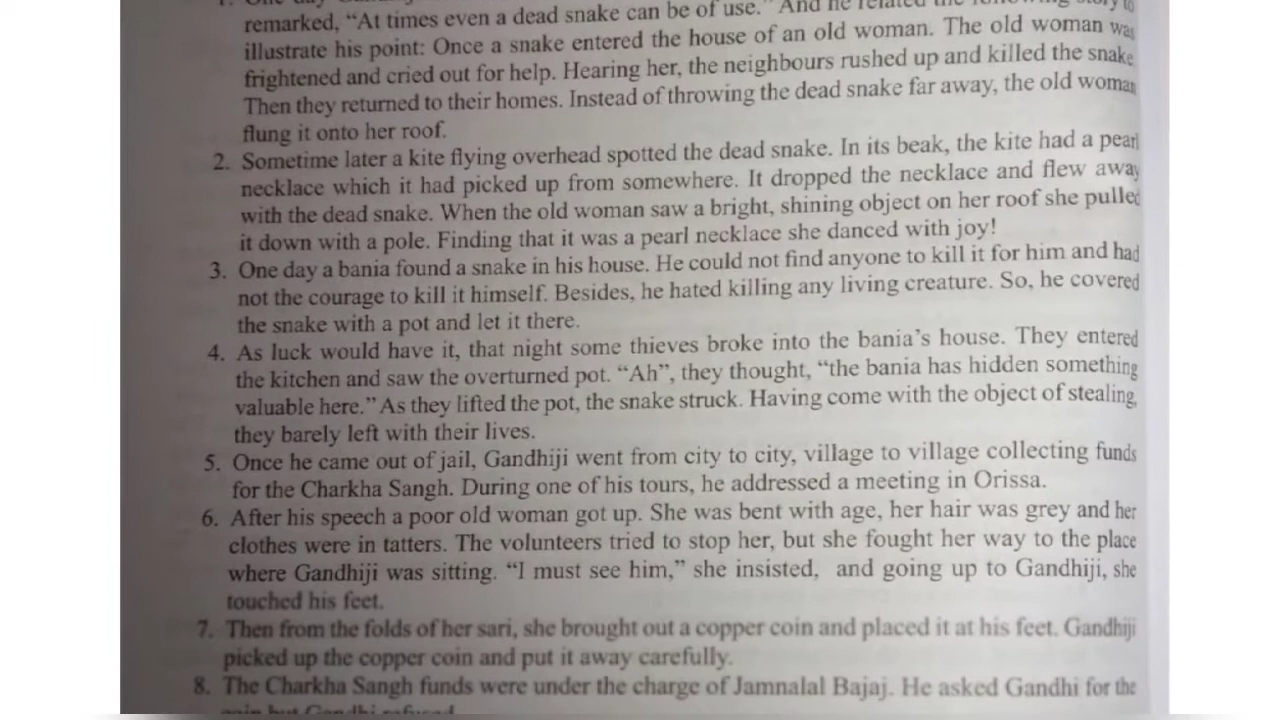 remarked, “At times even a dead snake can be of use.” And he related the following story to
illustrate his point: Once a snake entered the house of an old woman. The old woman was
frightened and cried out for help. Hearing her, the neighbours rushed up and killed the snake
Then they returned to their homes. Instead of throwing the dead snake far away, the old woman
flung it onto her roof.
2. Sometime later a kite flying overhead spotted the dead snake. In its beak, the kite had a pearl
necklace which it had picked up from somewhere. It dropped the necklace and flew away
with the dead snake. When the old woman saw a bright, shining object on her roof she pulled
it down with a pole. Finding that it was a pearl necklace she danced with joy!
3. One day a bania found a snake in his house. He could not find anyone to kill it for him and had
not the courage to kill it himself. Besides, he hated killing any living creature. So, he covered
the snake with a pot and let it there.
4. As luck would have it, that night some thieves broke into the bania’s house. They entered
the kitchen and saw the overturned pot. “Ah”, they thought, “the bania has hidden something
valuable here.” As they lifted the pot, the snake struck. Having come with the object of stealing,
they barely left with their lives.
5. Once he came out of jail, Gandhiji went from city to city, village to village collecting funds
for the Charkha Sangh. During one of his tours, he addressed a meeting in Orissa.
6. After his speech a poor old woman got up. She was bent with age, her hair was grey and her
clothes were in tatters. The volunteers tried to stop her, but she fought her way to the place
where Gandhiji was sitting. “I must see him,” she insisted, and going up to Gandhiji, she
touched his feet.
7. Then from the folds of her sari, she brought out a copper coin and placed it at his feet. Gandhiji
picked up the copper coin and put it away carefully.
8. The Charkha Sangh funds were under the charge of Jamnalal Bajaj. He asked Gandhi for the
coin but Gandhi refused